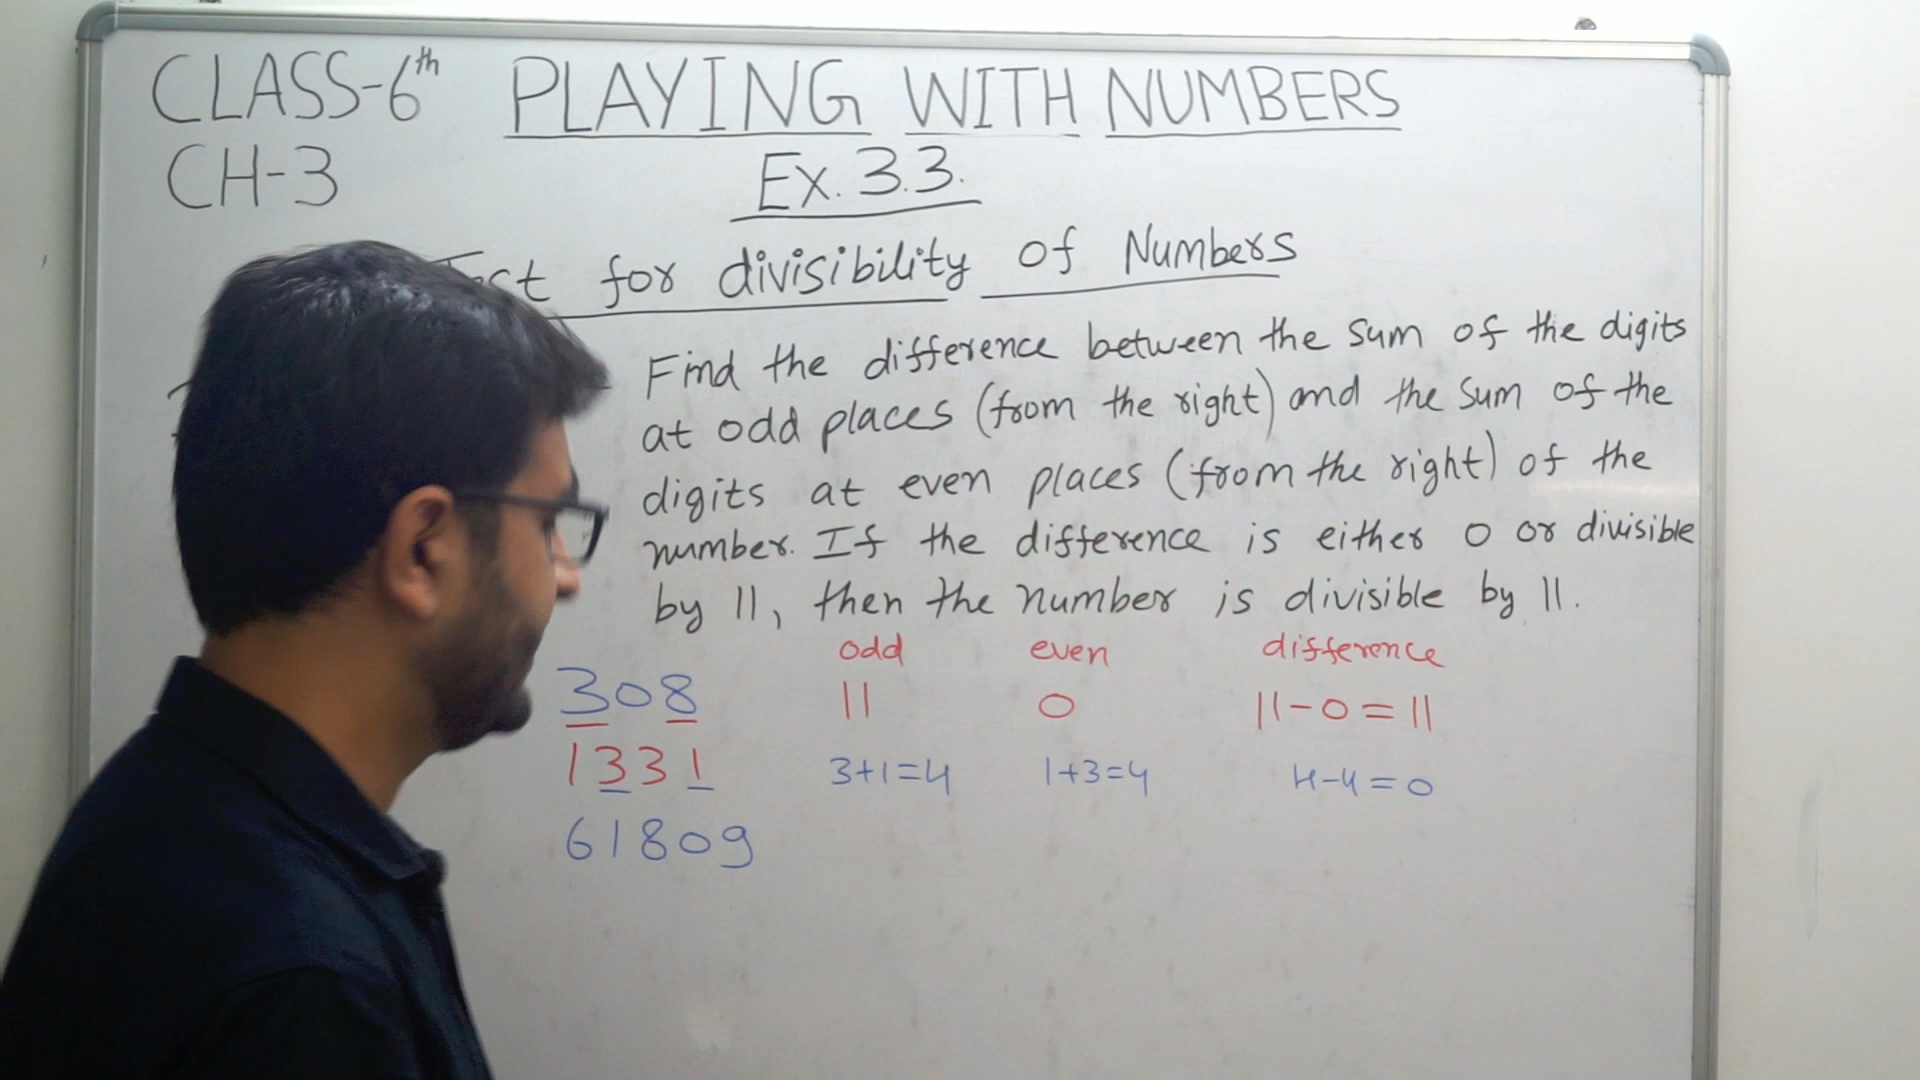 CLASS-6th PLAYING WITH NUMBERS
CH-3 Ex. 3.3.
for divisibility of Numbers
Find the difference between the sum of the digits
at odd places (from the right) and the sum of the
digits at even places (from the right) of the
number. If the difference is either 0 or divisible
by 11, then the number is divisible by 11.
odd even difference
308 11 0 11-0=11
1331 3+1=4 1+3=4 4-4=0
61809